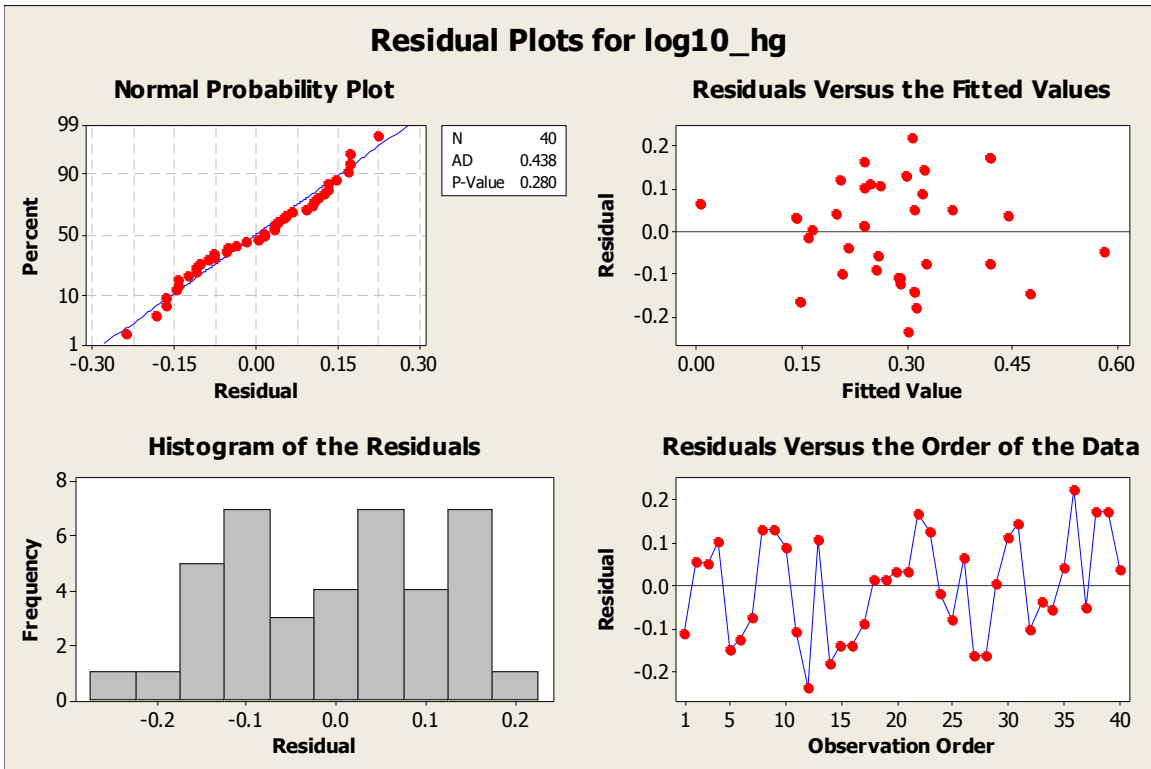 Residual Plots for log10_hg
Normal Probability Plot
99
90
50
10
1
Percent
-0.30 -0.15 0.00 0.15 0.30
Residual
N 40
AD 0.438
P-Value 0.280
Residuals Versus the Fitted Values
0.2
0.1
0.0
-0.1
-0.2
Residual
0.00 0.15 0.30 0.45 0.60
Fitted Value
Histogram of the Residuals
8
6
4
2
0
Frequency
-0.2 -0.1 0.0 0.1 0.2
Residual
Residuals Versus the Order of the Data
0.2
0.1
0.0
-0.1
-0.2
Residual
1 5 10 15 20 25 30 35 40
Observation Order